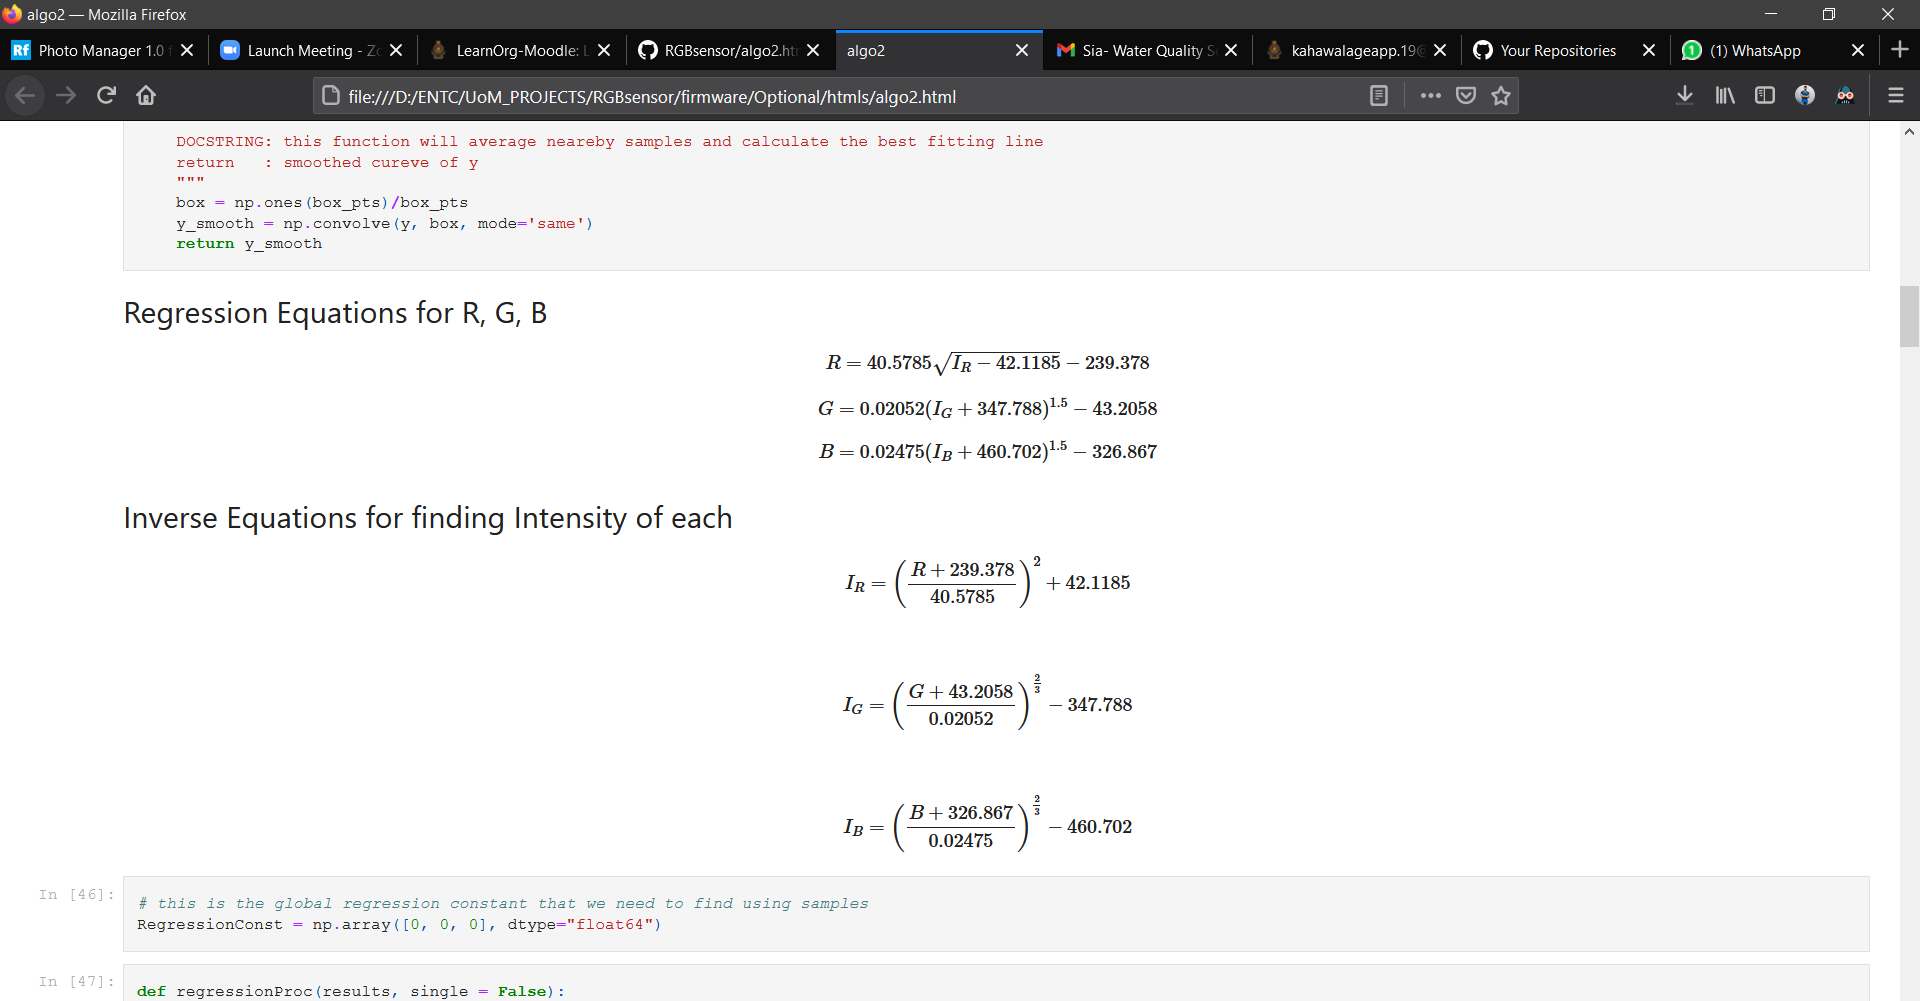 algo2 — Mozilla Firefox
Photo Manager 1.0 f
Launch Meeting - Zo
LearnOrg-Moodle: L
RGBsensor/algo2.htm
algo2
Sia- Water Quality S
kahawalageapp.19@
Your Repositories
(1) WhatsApp
file:///D:/ENTC/UoM_PROJECTS/RGBsensor/firmware/Optional/htmls/algo2.html
DOCSTRING: this function will average neareby samples and calculate the best fitting line
return   : smoothed cureve of y
"""
box = np.ones(box_pts)/box_pts
y_smooth = np.convolve(y, box, mode='same')
return y_smooth
Regression Equations for R, G, B
R = 40.5785√(I_R − 42.1185) − 239.378
G = 0.02052(I_G + 347.788)^1.5 − 43.2058
B = 0.02475(I_B + 460.702)^1.5 − 326.867
Inverse Equations for finding Intensity of each
I_R = ((R + 239.378)/40.5785)^2 + 42.1185
I_G = ((G + 43.2058)/0.02052)^(2/3) − 347.788
I_B = ((B + 326.867)/0.02475)^(2/3) − 460.702
In [46]:
# this is the global regression constant that we need to find using samples
RegressionConst = np.array([0, 0, 0], dtype="float64")
In [47]:
def regressionProc(results, single = False):